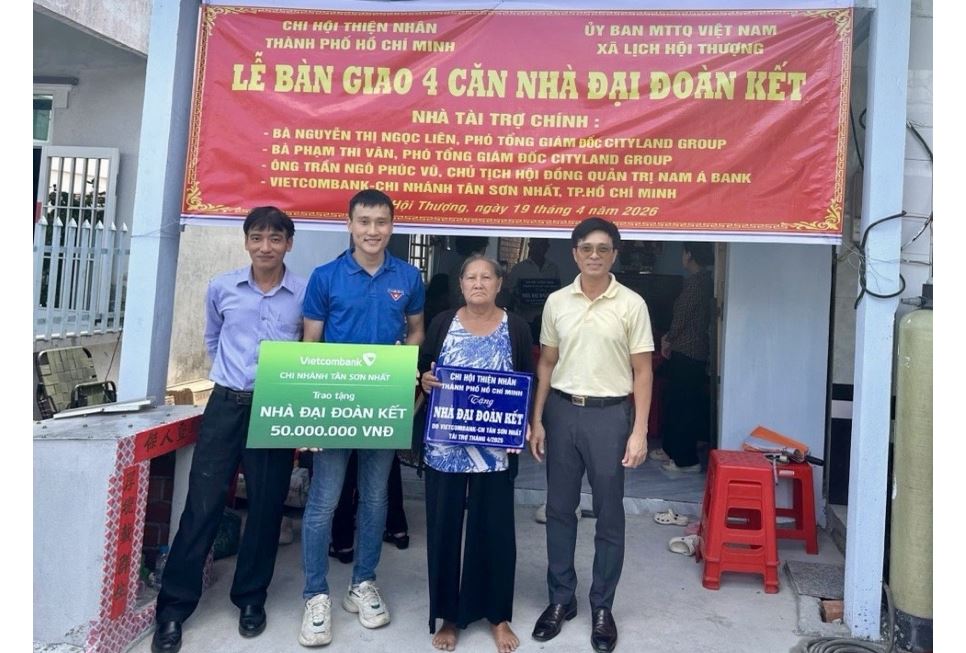 CHI HỘI THIỆN NHÂN
THÀNH PHỐ HỒ CHÍ MINH
ỦY BAN MTTQ VIỆT NAM
XÃ LỊCH HỘI THƯỢNG
LỄ BÀN GIAO 4 CĂN NHÀ ĐẠI ĐOÀN KẾT
NHÀ TÀI TRỢ CHÍNH :
- BÀ NGUYỄN THỊ NGỌC LIÊN, PHÓ TỔNG GIÁM ĐỐC CITYLAND GROUP
- BÀ PHẠM THI VÂN, PHÓ TỔNG GIÁM ĐỐC CITYLAND GROUP
- ÔNG TRẦN NGÔ PHÚC VŨ, CHỦ TỊCH HỘI ĐỒNG QUẢN TRỊ NAM Á BANK
- VIETCOMBANK-CHI NHÁNH TÂN SƠN NHẤT, TP.HỒ CHÍ MINH
Hội Thượng, ngày 19 tháng 4 năm 2026
Vietcombank
CHI NHÁNH TÂN SƠN NHẤT
Trao tặng
NHÀ ĐẠI ĐOÀN KẾT
50.000.000 VNĐ
CHI HỘI THIỆN NHÂN
THÀNH PHỐ HỒ CHÍ MINH
Tặng
NHÀ ĐẠI ĐOÀN KẾT
DO VIETCOMBANK-CN TÂN SƠN NHẤT
TÀI TRỢ THÁNG 4/2025